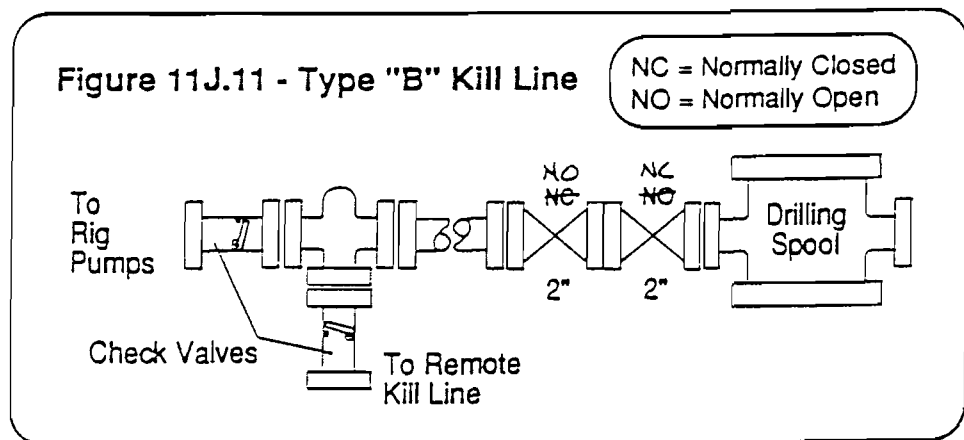 Figure 11J.11 - Type "B" Kill Line
NC = Normally Closed
NO = Normally Open
NO NC
NC NO
To
Rig
Pumps
Drilling
Spool
2" 2"
Check Valves
To Remote
Kill Line